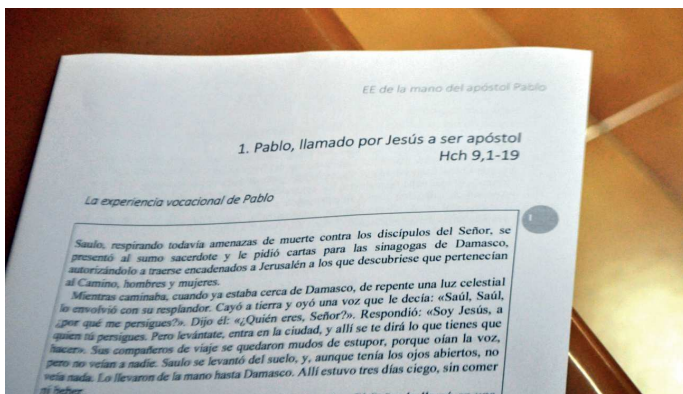 EE de la mano del apóstol Pablo
1. Pablo, llamado por Jesús a ser apóstol
Hch 9,1-19
La experiencia vocacional de Pablo
1
Saulo, respirando todavía amenazas de muerte contra los discípulos del Señor, se
presentó al sumo sacerdote y le pidió cartas para las sinagogas de Damasco,
autorizándolo a traerse encadenados a Jerusalén a los que descubriese que pertenecían
al Camino, hombres y mujeres.
Mientras caminaba, cuando ya estaba cerca de Damasco, de repente una luz celestial
lo envolvió con su resplandor. Cayó a tierra y oyó una voz que le decía: «Saúl, Saúl,
¿por qué me persigues?». Dijo él: «¿Quién eres, Señor?». Respondió: «Soy Jesús, a
quien tú persigues. Pero levántate, entra en la ciudad, y allí se te dirá lo que tienes que
hacer». Sus compañeros de viaje se quedaron mudos de estupor, porque oían la voz,
pero no veían a nadie. Saulo se levantó del suelo, y, aunque tenía los ojos abiertos, no
veía nada. Lo llevaron de la mano hasta Damasco. Allí estuvo tres días ciego, sin comer
ni beber.